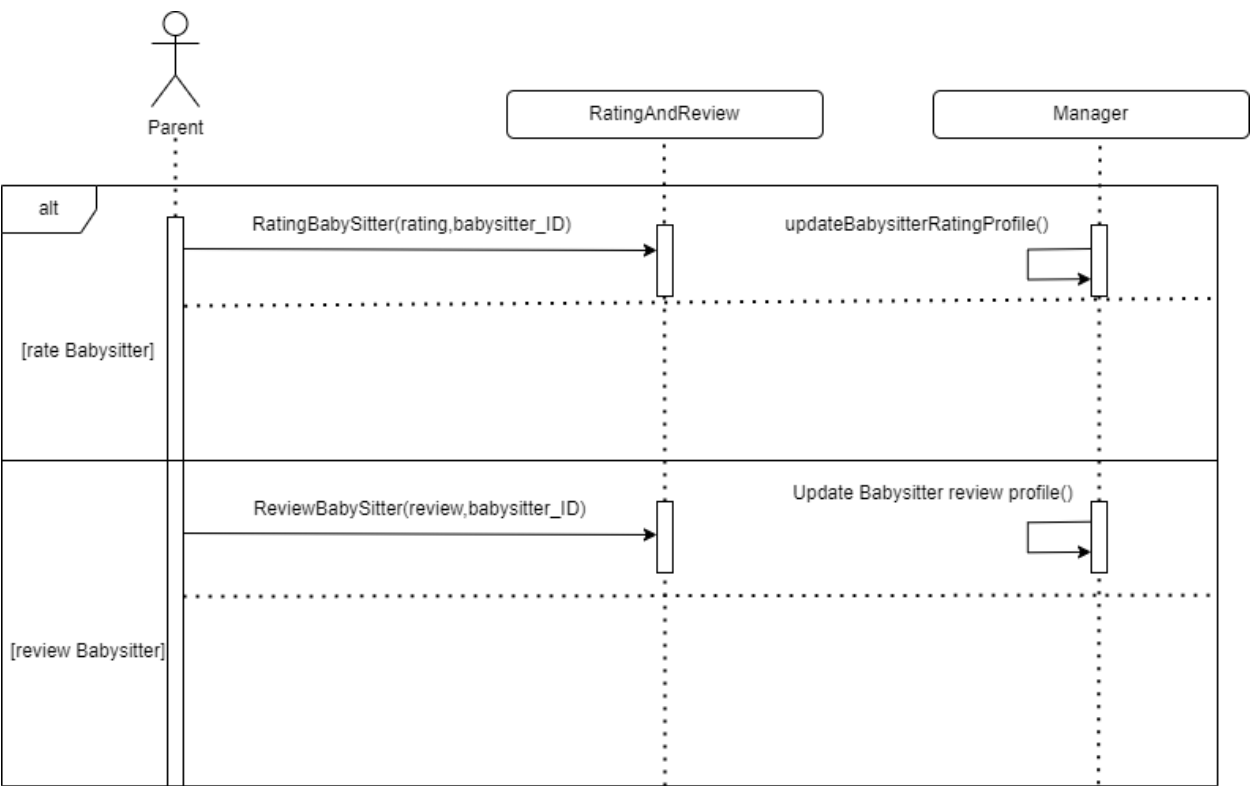 Parent
RatingAndReview
Manager
alt
RatingBabySitter(rating,babysitter_ID)
updateBabysitterRatingProfile()
[rate Babysitter]
ReviewBabySitter(review,babysitter_ID)
Update Babysitter review profile()
[review Babysitter]